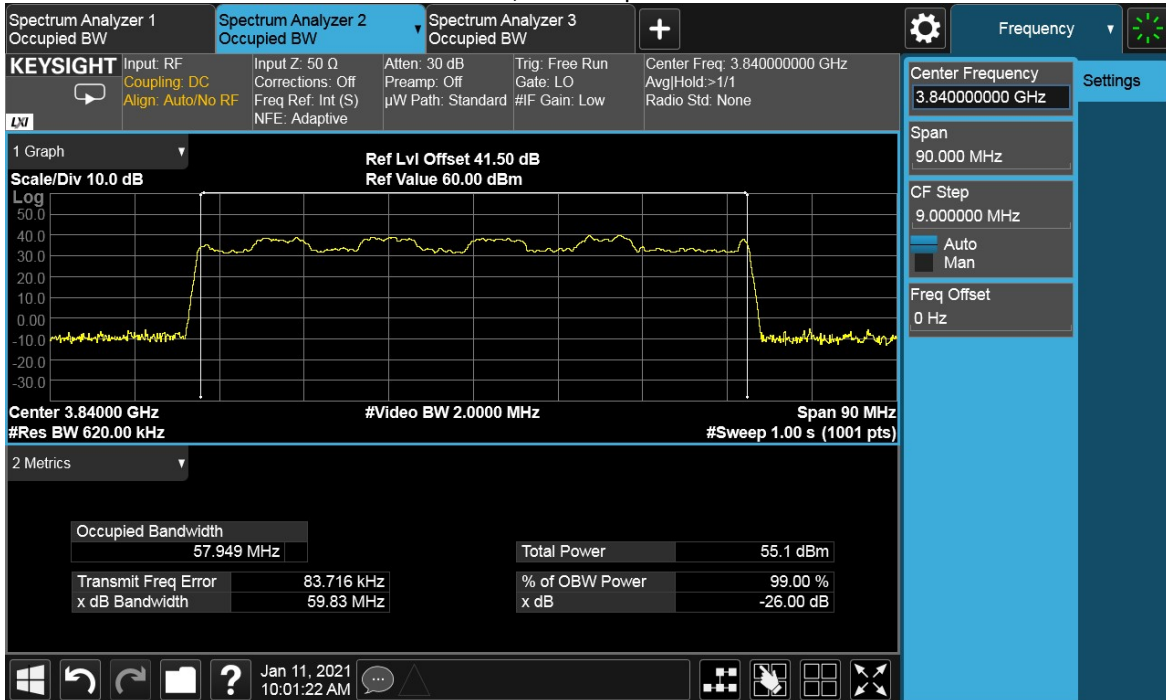 Spectrum Analyzer 1
Occupied BW
Spectrum Analyzer 2
Occupied BW
Spectrum Analyzer 3
Occupied BW
Frequency
KEYSIGHT
LXI
Input: RF
Coupling: DC
Align: Auto/No RF
Input Z: 50 Ω
Corrections: Off
Freq Ref: Int (S)
NFE: Adaptive
Atten: 30 dB
Preamp: Off
µW Path: Standard
Trig: Free Run
Gate: LO
#IF Gain: Low
Center Freq: 3.840000000 GHz
Avg|Hold:>1/1
Radio Std: None
Center Frequency
3.840000000 GHz
Settings
Span
90.000 MHz
CF Step
9.000000 MHz
Auto
Man
Freq Offset
0 Hz
1 Graph
Scale/Div 10.0 dB
Ref Lvl Offset 41.50 dB
Ref Value 60.00 dBm
Log
50.0
40.0
30.0
20.0
10.0
0.00
-10.0
-20.0
-30.0
Center 3.84000 GHz
#Res BW 620.00 kHz
#Video BW 2.0000 MHz
Span 90 MHz
#Sweep 1.00 s (1001 pts)
2 Metrics
Occupied Bandwidth
57.949 MHz
Total Power 55.1 dBm
Transmit Freq Error 83.716 kHz
% of OBW Power 99.00 %
x dB Bandwidth 59.83 MHz
x dB -26.00 dB
?
Jan 11, 2021
10:01:22 AM